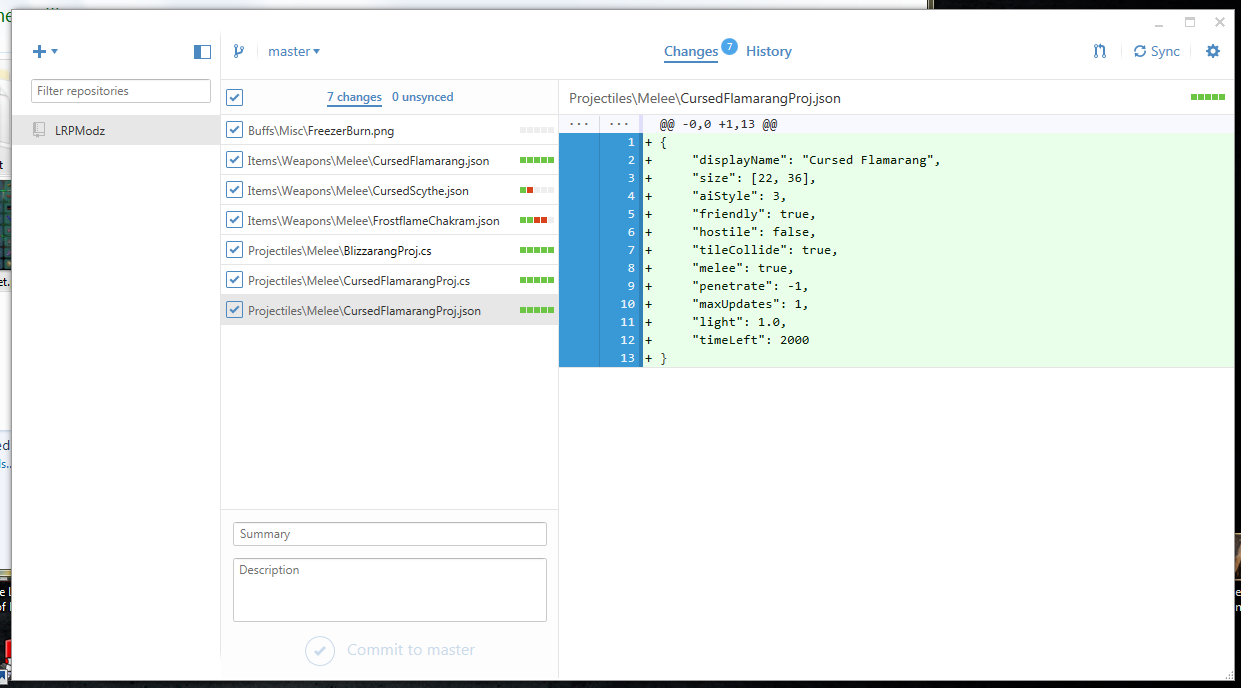 master
Changes 7 History
Sync
Filter repositories
LRPModz
7 changes 0 unsynced
Buffs\Misc\FreezerBurn.png
Items\Weapons\Melee\CursedFlamarang.json
Items\Weapons\Melee\CursedScythe.json
Items\Weapons\Melee\FrostflameChakram.json
Projectiles\Melee\BlizzarangProj.cs
Projectiles\Melee\CursedFlamarangProj.cs
Projectiles\Melee\CursedFlamarangProj.json
Summary
Description
Commit to master
Projectiles\Melee\CursedFlamarangProj.json
... ... @@ -0,0 +1,13 @@
1 + {
2 + "displayName": "Cursed Flamarang",
3 + "size": [22, 36],
4 + "aiStyle": 3,
5 + "friendly": true,
6 + "hostile": false,
7 + "tileCollide": true,
8 + "melee": true,
9 + "penetrate": -1,
10 + "maxUpdates": 1,
11 + "light": 1.0,
12 + "timeLeft": 2000
13 + }